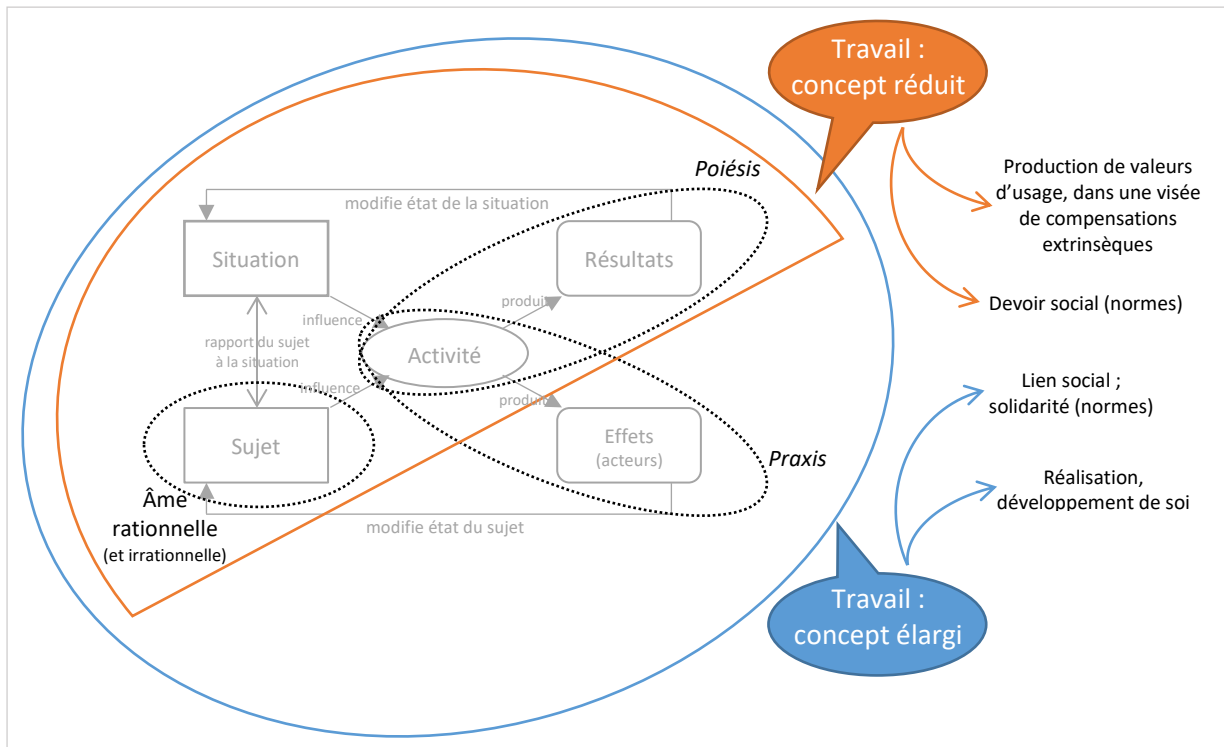 Travail :
concept réduit
Poiésis
modifie état de la situation
Production de valeurs
d’usage, dans une visée
de compensations
extrinsèques
Situation
Résultats
produit
influence
Devoir social (normes)
rapport du sujet
à la situation
Activité
influence
produit
Lien social ;
solidarité (normes)
Sujet
Effets
(acteurs)
Praxis
Réalisation,
développement de soi
Âme
rationnelle
(et irrationnelle)
modifie état du sujet
Travail :
concept élargi